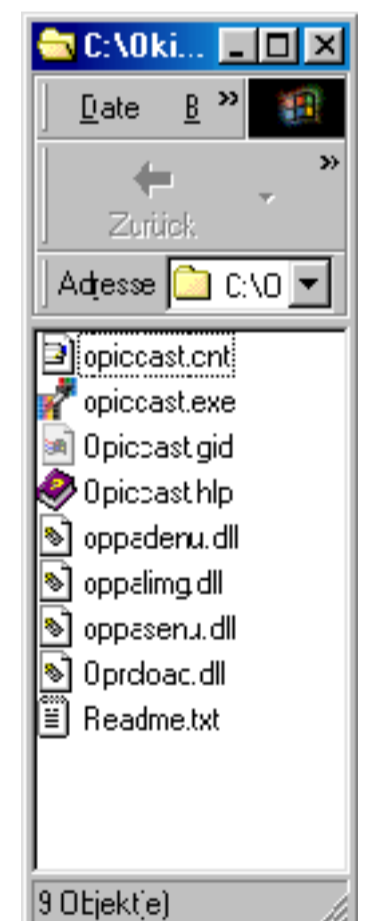 C:\Oki...
Date B »
»
Zurück
Adresse C:\O
opiccast.cnt
opiccast.exe
Opiccast.gid
Opiccast.hlp
oppadenu.dll
oppalimg.dll
oppasenu.dll
Oprdloac.dll
Readme.txt
9 Objekt(e)